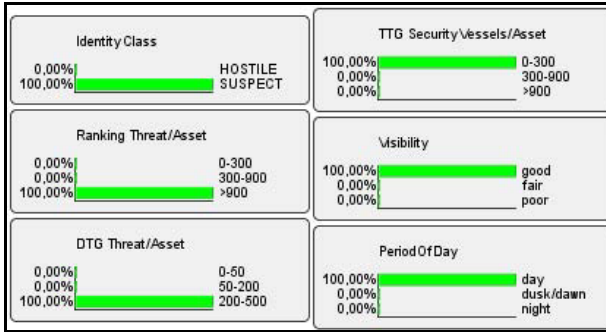 Identity Class
0,00% HOSTILE
100,00% SUSPECT
Ranking Threat/Asset
0,00% 0-300
0,00% 300-900
100,00% >900
DTG Threat/Asset
0,00% 0-50
0,00% 50-200
100,00% 200-500
TTG Security Vessels/Asset
100,00% 0-300
0,00% 300-900
0,00% >900
Visibility
100,00% good
0,00% fair
0,00% poor
PeriodOfDay
100,00% day
0,00% dusk/dawn
0,00% night